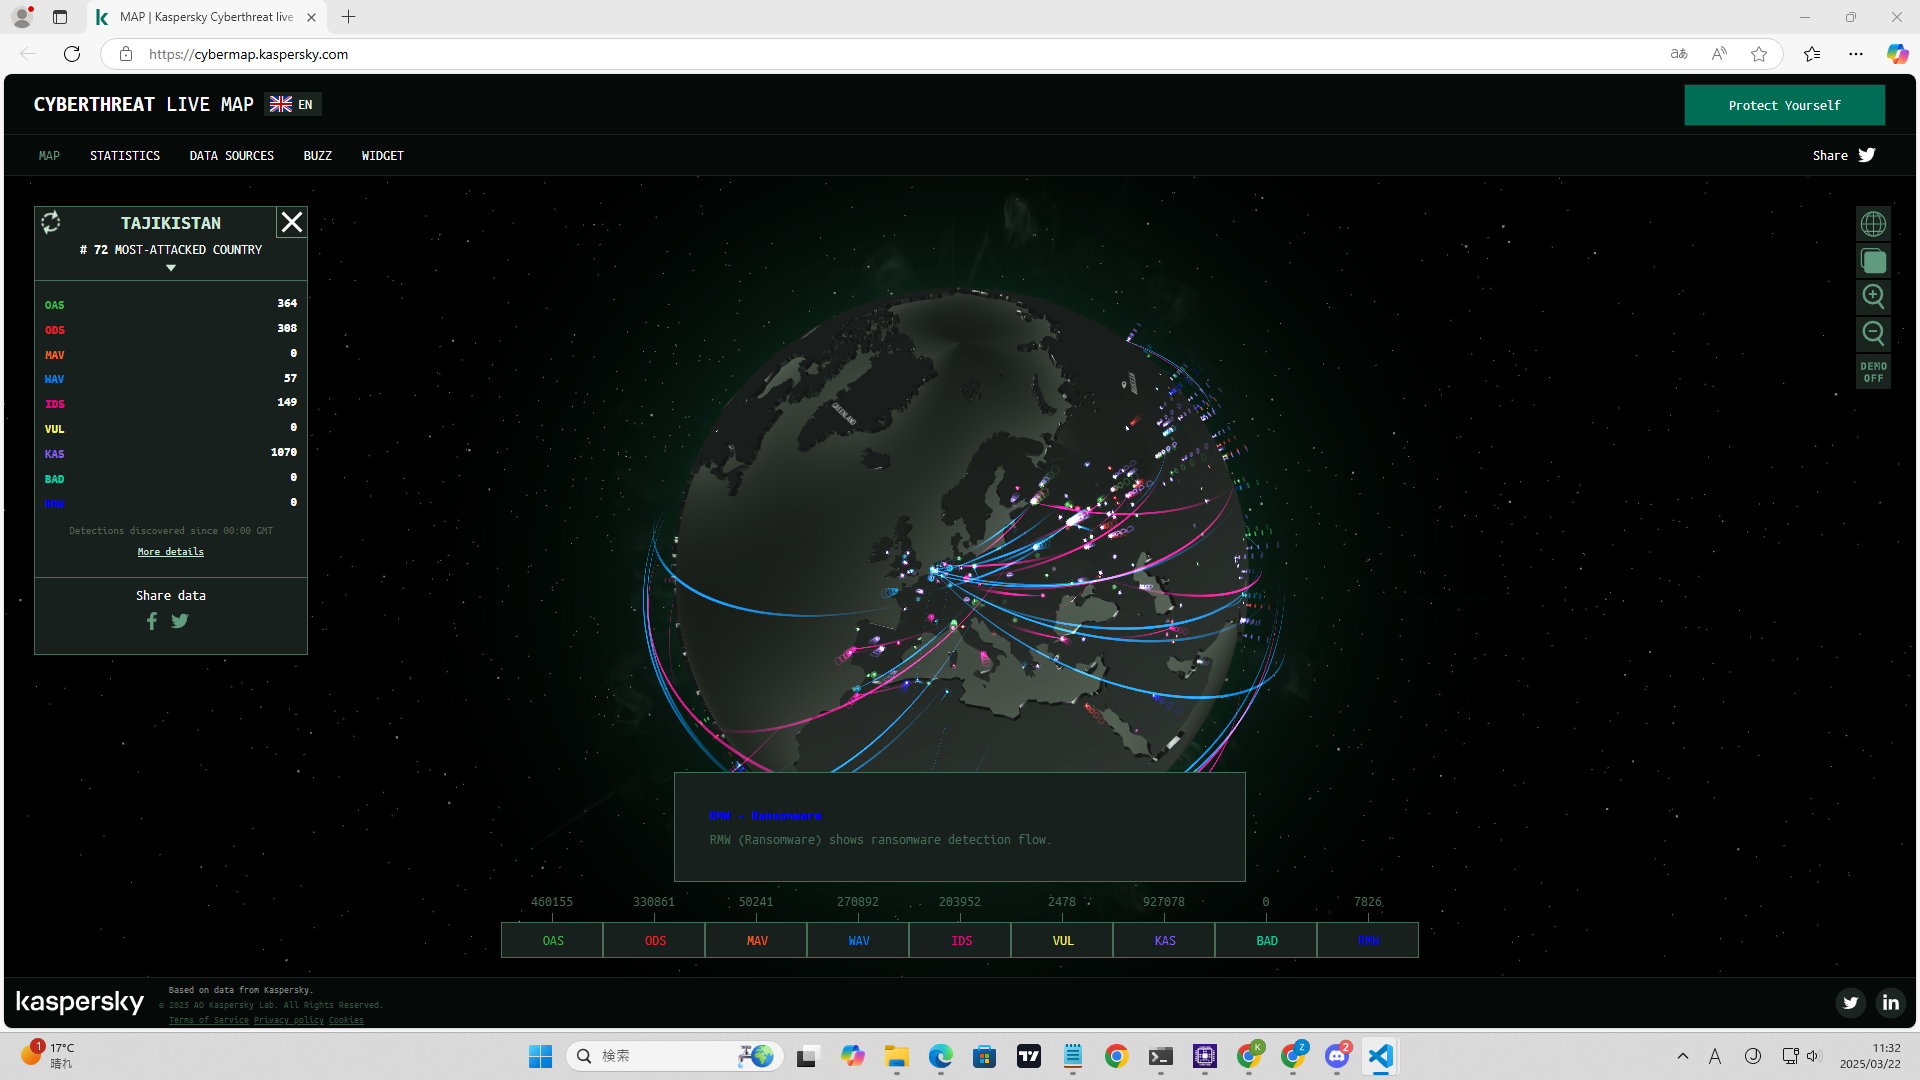 MAP | Kaspersky Cyberthreat live
https://cybermap.kaspersky.com
aあ
CYBERTHREAT LIVE MAP EN
Protect Yourself
MAP STATISTICS DATA SOURCES BUZZ WIDGET
Share
TAJIKISTAN
# 72 MOST-ATTACKED COUNTRY
OAS 364
ODS 308
MAV 0
WAV 57
IDS 149
VUL 0
KAS 1070
BAD 0
RMW 0
Detections discovered since 00:00 GMT
More details
Share data
DEMO
OFF
GREENLAND
RMW - Ransomware
RMW (Ransomware) shows ransomware detection flow.
460155 330861 50241 270892 203952 2478 927078 0 7826
OAS ODS MAV WAV IDS VUL KAS BAD RMW
kaspersky
Based on data from Kaspersky.
© 2025 AO Kaspersky Lab. All Rights Reserved.
Terms of Service Privacy policy Cookies
1
17°C
晴れ
検索
K
Z
2
A
11:32
2025/03/22